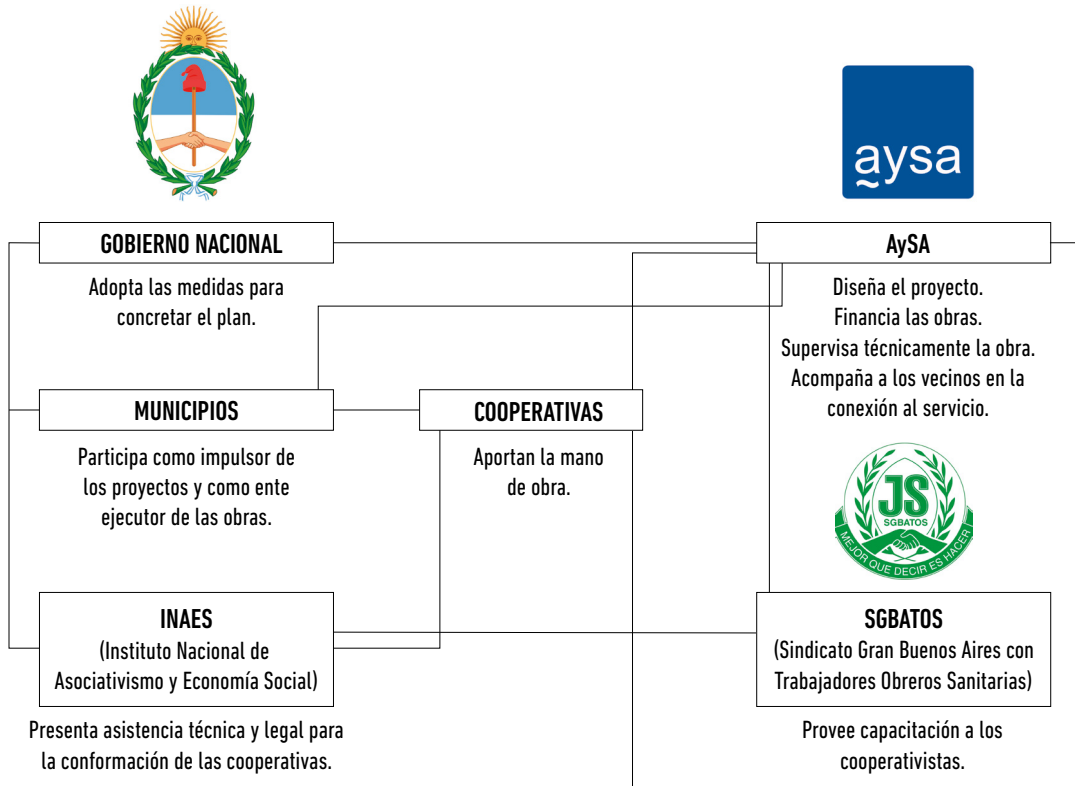 aysa
GOBIERNO NACIONAL
Adopta las medidas para
concretar el plan.
AySA
Diseña el proyecto.
Financia las obras.
Supervisa técnicamente la obra.
Acompaña a los vecinos en la
conexión al servicio.
MUNICIPIOS
Participa como impulsor de
los proyectos y como ente
ejecutor de las obras.
COOPERATIVAS
Aportan la mano
de obra.
JS
SGBATOS
MEJOR QUE DECIR ES HACER
INAES
(Instituto Nacional de
Asociativismo y Economía Social)
Presenta asistencia técnica y legal para
la conformación de las cooperativas.
SGBATOS
(Sindicato Gran Buenos Aires con
Trabajadores Obreros Sanitarias)
Provee capacitación a los
cooperativistas.